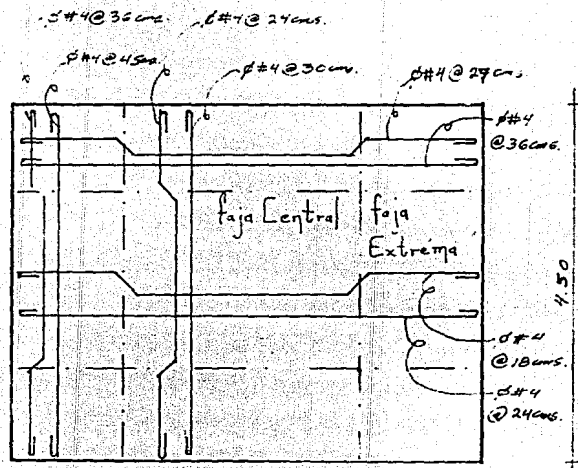 ø#4@36cms. ø#4@24cms.
ø#4@45cms.
ø#4@30cms.
ø#4@27cms.
ø#4
@36cms.
faja Central
faja
Extrema
4.50
ø#4
@18cms.
ø#4
@24cms.